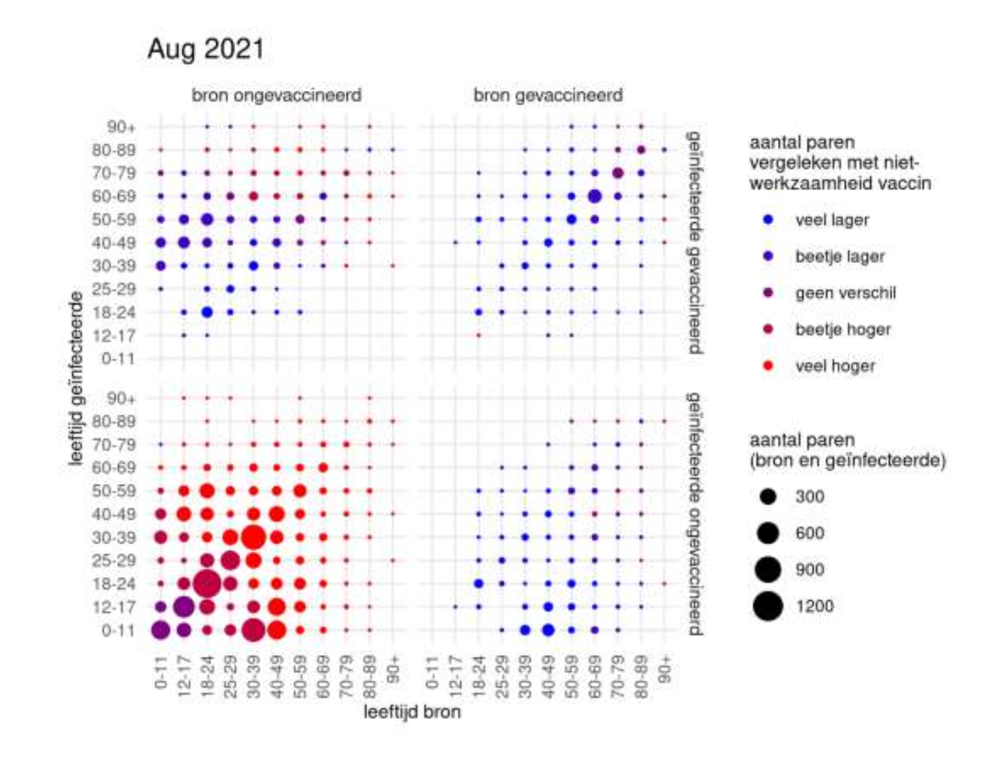 Aug 2021
bron ongevaccineerd
bron gevaccineerd
90+
80-89
70-79
60-69
50-59
40-49
30-39
25-29
18-24
12-17
0-11
geïnfecteerde gevaccineerd
leeftijd geïnfecteerde
90+
80-89
70-79
60-69
50-59
40-49
30-39
25-29
18-24
12-17
0-11
geïnfecteerde ongevaccineerd
0-11
12-17
18-24
25-29
30-39
40-49
50-59
60-69
70-79
80-89
90+
0-11
12-17
18-24
25-29
30-39
40-49
50-59
60-69
70-79
80-89
90+
leeftijd bron
aantal paren
vergeleken met niet-
werkzaamheid vaccin
veel lager
beetje lager
geen verschil
beetje hoger
veel hoger
aantal paren
(bron en geïnfecteerde)
300
600
900
1200